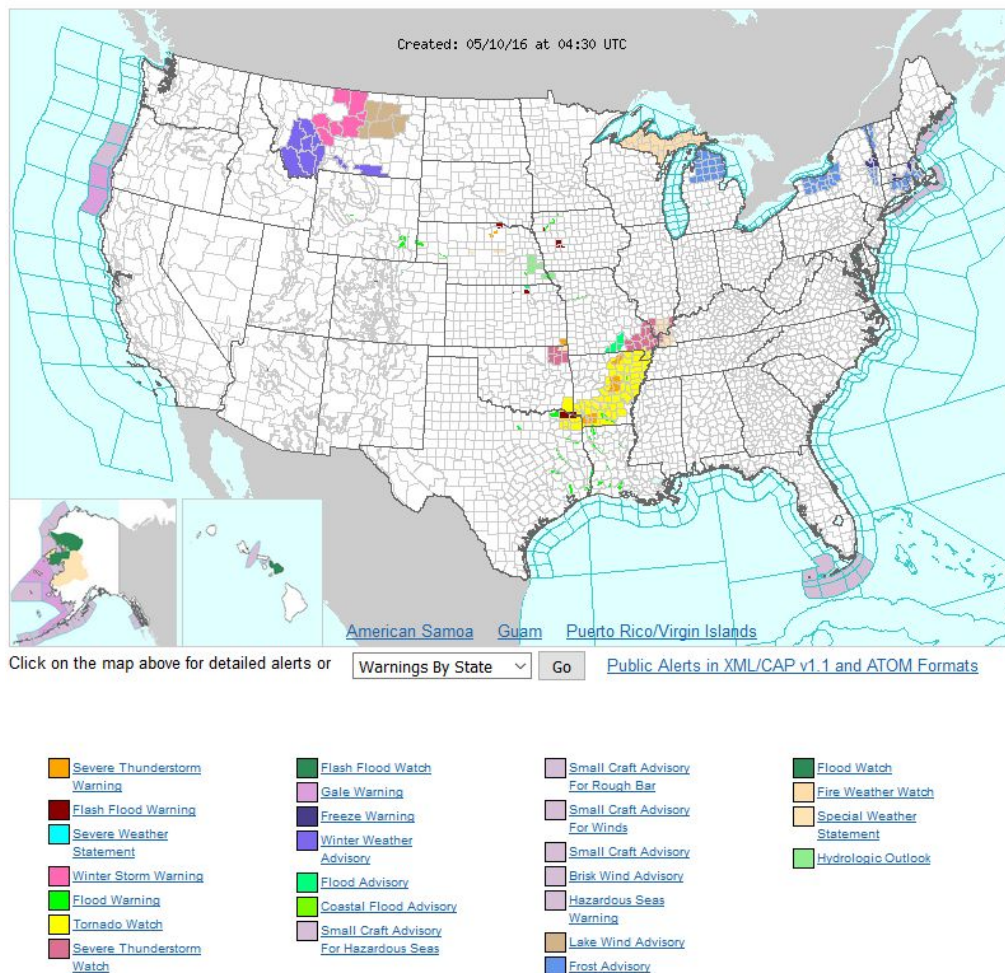 Created: 05/10/16 at 04:30 UTC
American Samoa Guam Puerto Rico/Virgin Islands
Click on the map above for detailed alerts or Warnings By State Go Public Alerts in XML/CAP v1.1 and ATOM Formats
Severe Thunderstorm
Warning
Flash Flood Warning
Severe Weather
Statement
Winter Storm Warning
Flood Warning
Tornado Watch
Severe Thunderstorm
Watch
Flash Flood Watch
Gale Warning
Freeze Warning
Winter Weather
Advisory
Flood Advisory
Coastal Flood Advisory
Small Craft Advisory
For Hazardous Seas
Small Craft Advisory
For Rough Bar
Small Craft Advisory
For Winds
Small Craft Advisory
Brisk Wind Advisory
Hazardous Seas
Warning
Lake Wind Advisory
Frost Advisory
Flood Watch
Fire Weather Watch
Special Weather
Statement
Hydrologic Outlook